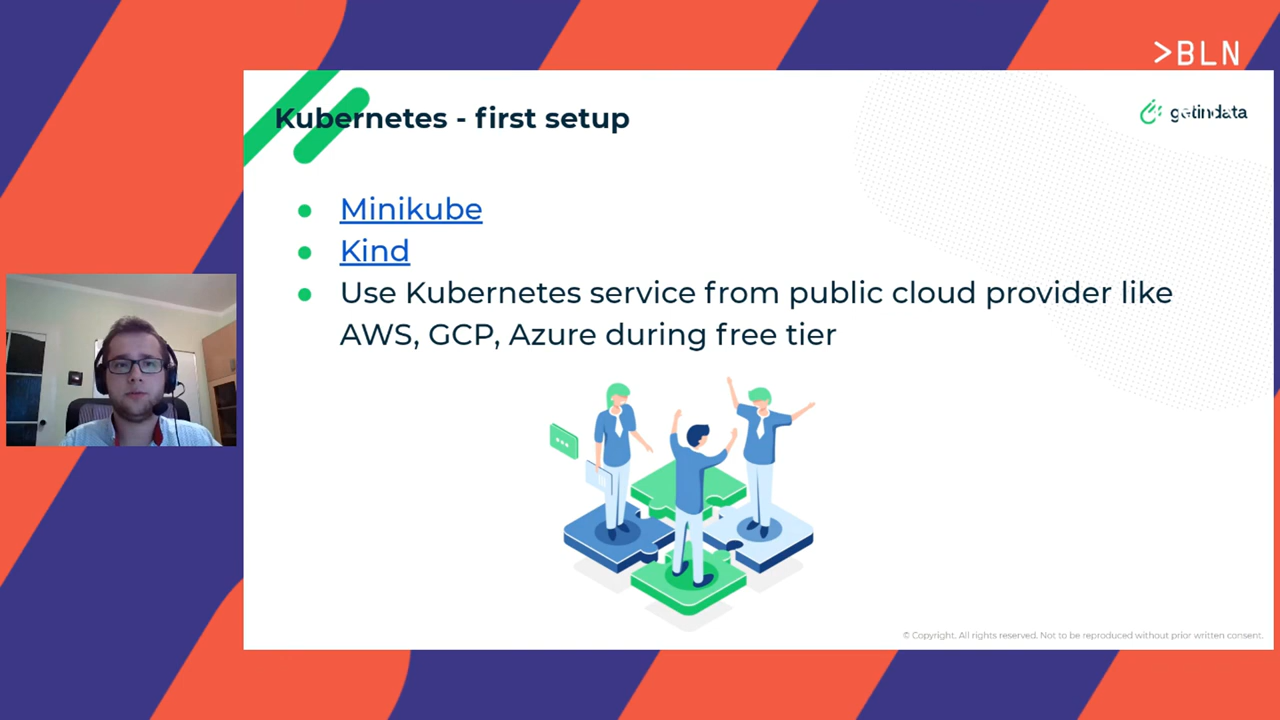 >BLN
Kubernetes - first setup
getindata
Minikube
Kind
Use Kubernetes service from public cloud provider like
AWS, GCP, Azure during free tier
© Copyright. All rights reserved. Not to be reproduced without prior written consent.